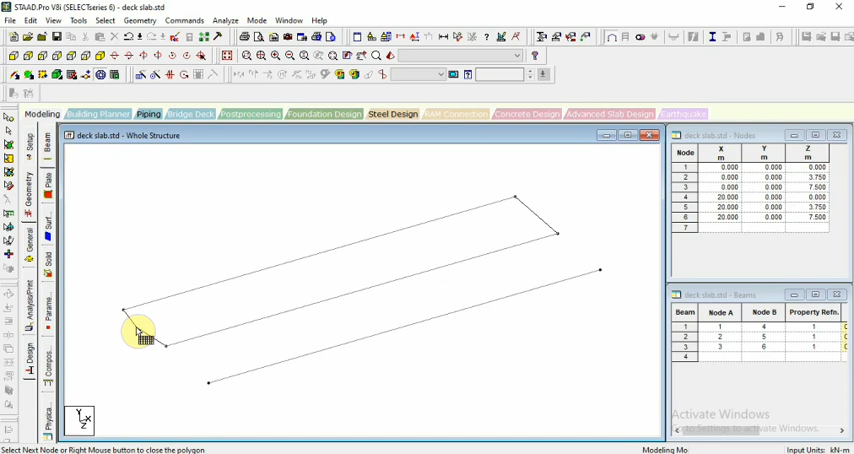 STAAD.Pro V8i (SELECTseries 6) - deck slab.std
File Edit View Tools Select Geometry Commands Analyze Mode Window Help
Modeling Building Planner Piping Bridge Deck Postprocessing Foundation Design Steel Design RAM Connection Concrete Design Advanced Slab Design Earthquake
Setup
Geometry
General
Analysis/Print
Design
Beam
Plate
Surf...
Solid
Parame...
Compos...
Physica...
deck slab.std - Whole Structure
Y
X
Z
deck slab.std - Nodes
Node X m Y m Z m
1 0.000 0.000 0.000
2 0.000 0.000 3.750
3 0.000 0.000 7.500
4 20.000 0.000 0.000
5 20.000 0.000 3.750
6 20.000 0.000 7.500
7
deck slab.std - Beams
Beam Node A Node B Property Refn.
1 1 4 1
2 2 5 1
3 3 6 1
4
Activate Windows
Go to Settings to activate Windows.
Select Next Node or Right Mouse button to close the polygon
Modeling Mo
Input Units: kN-m